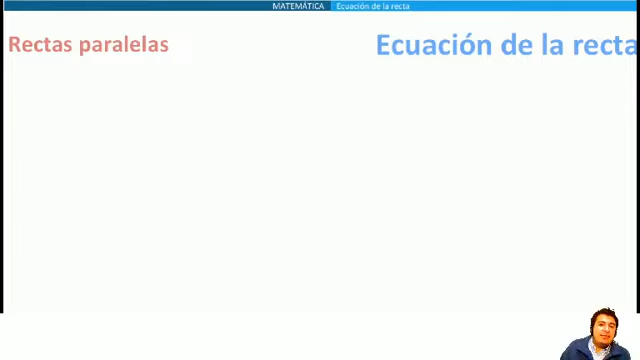 MATEMÁTICA Ecuación de la recta
Rectas paralelas
Ecuación de la recta